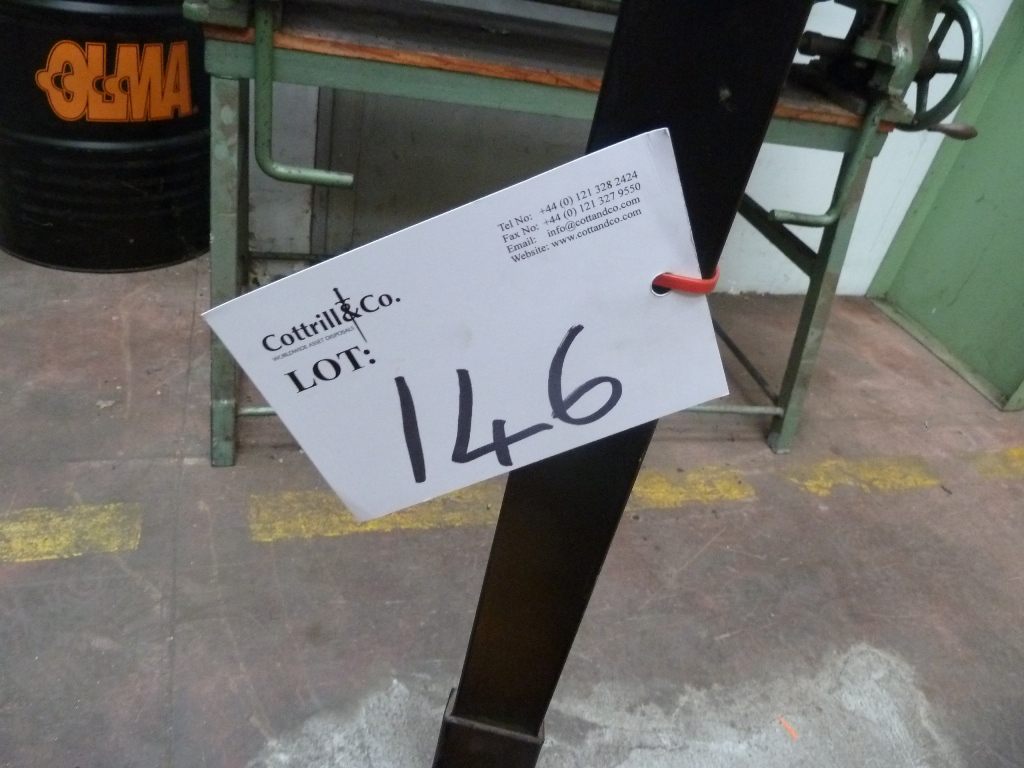 OLMA
Tel No: +44 (0) 121 328 2424
Fax No: +44 (0) 121 327 9550
Email: info@cottandco.com
Website: www.cottandco.com
Cottrill&Co.
WORLDWIDE ASSET DISPOSALS
LOT:
146